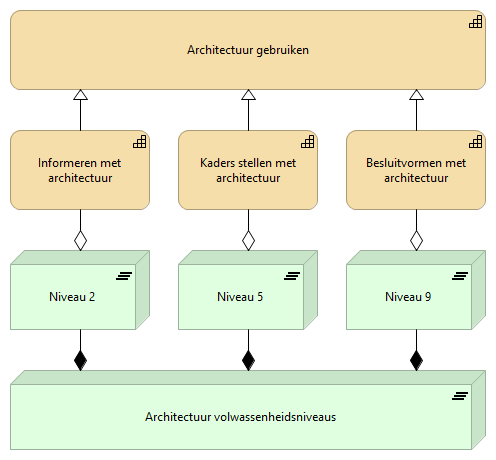 Architectuur gebruiken
Informeren met
architectuur
Kaders stellen met
architectuur
Besluitvormen met
architectuur
Niveau 2
Niveau 5
Niveau 9
Architectuur volwassenheidsniveaus